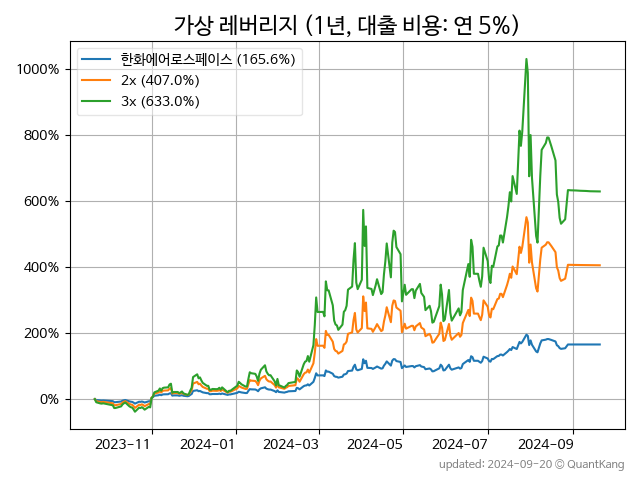 가상 레버리지 (1년, 대출 비용: 연 5%)
한화에어로스페이스 (165.6%)
2x (407.0%)
3x (633.0%)
1000%
800%
600%
400%
200%
0%
2023-11 2024-01 2024-03 2024-05 2024-07 2024-09
updated: 2024-09-20 © QuantKang